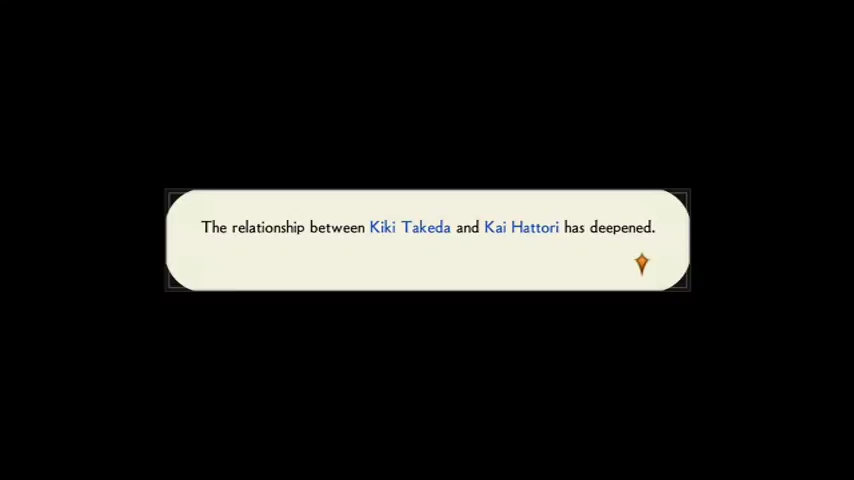 The relationship between Kiki Takeda and Kai Hattori has deepened.